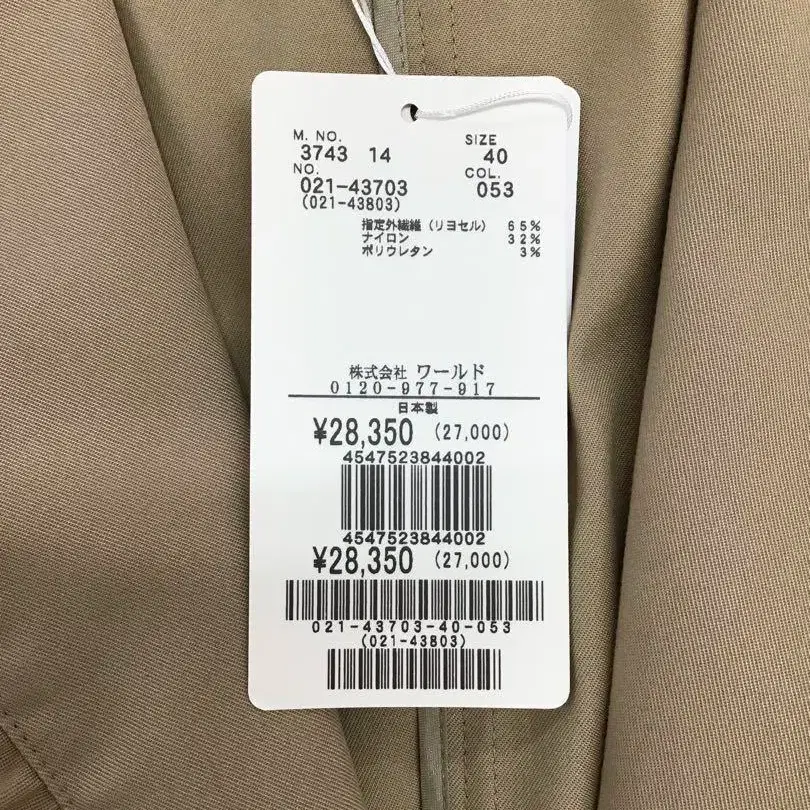 M. NO.
3743 14
SIZE
40
NO.
021-43703
COL.
053
(021-43803)
指定外繊維（リヨセル） 65%
ナイロン 32%
ポリウレタン 3%
株式会社 ワールド
0120-977-917
日本製
¥28,350 (27,000)
4547523844002
4547523844002
¥28,350 (27,000)
021-43703-40-053
(021-43803)